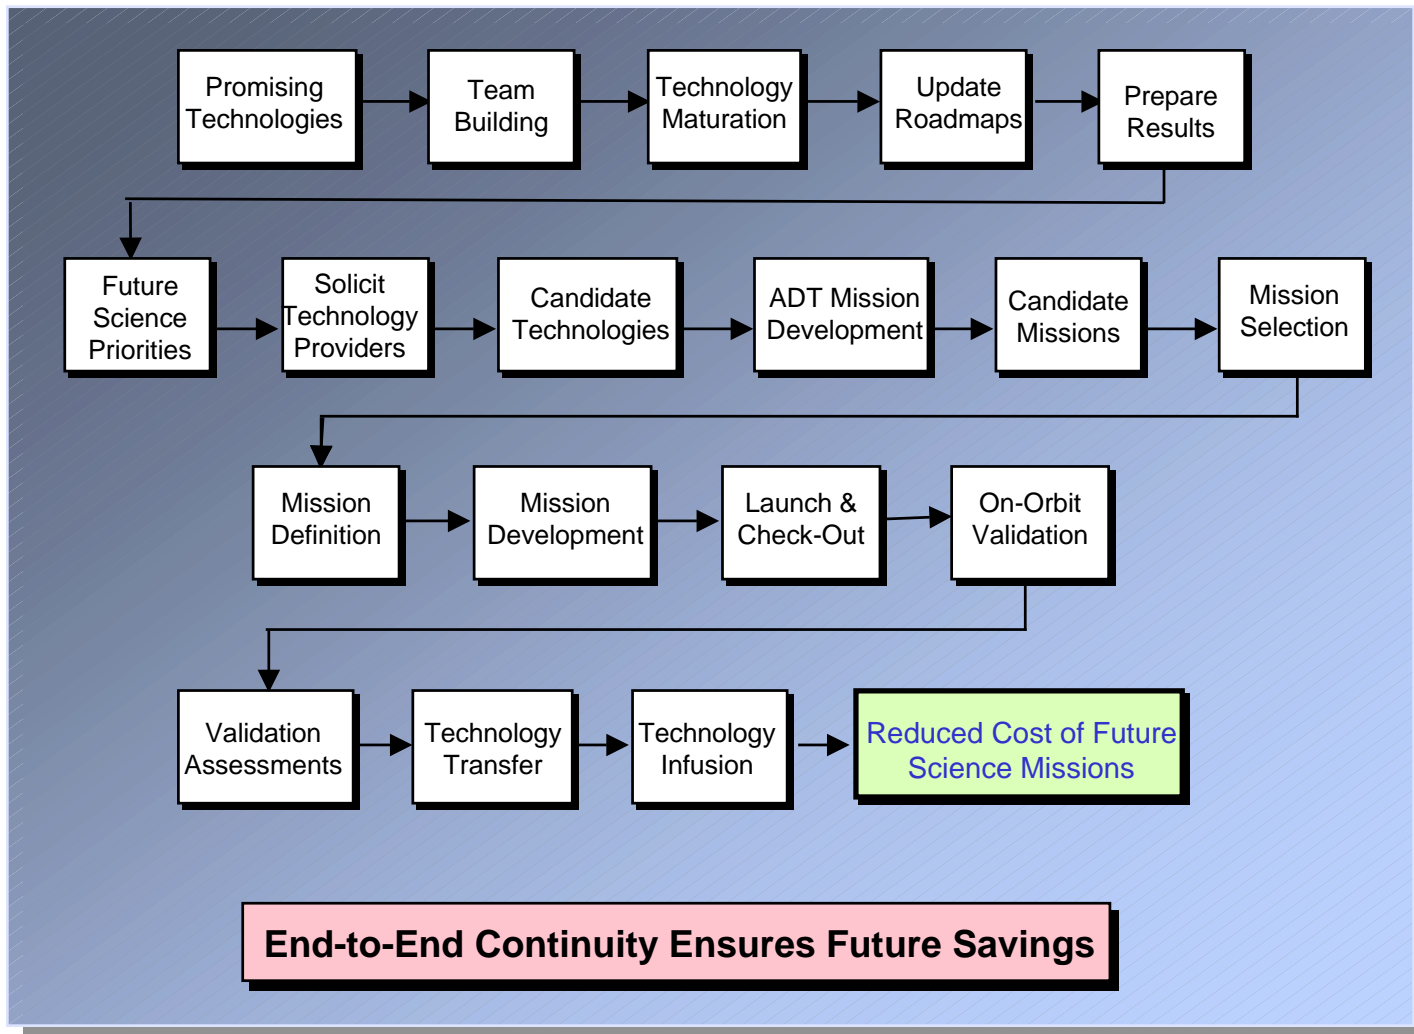 Promising
Technologies
Team
Building
Technology
Maturation
Update
Roadmaps
Prepare
Results
Future
Science
Priorities
Solicit
Technology
Providers
Candidate
Technologies
ADT Mission
Development
Candidate
Missions
Mission
Selection
Mission
Definition
Mission
Development
Launch &
Check-Out
On-Orbit
Validation
Validation
Assessments
Technology
Transfer
Technology
Infusion
Reduced Cost of Future
Science Missions
End-to-End Continuity Ensures Future Savings